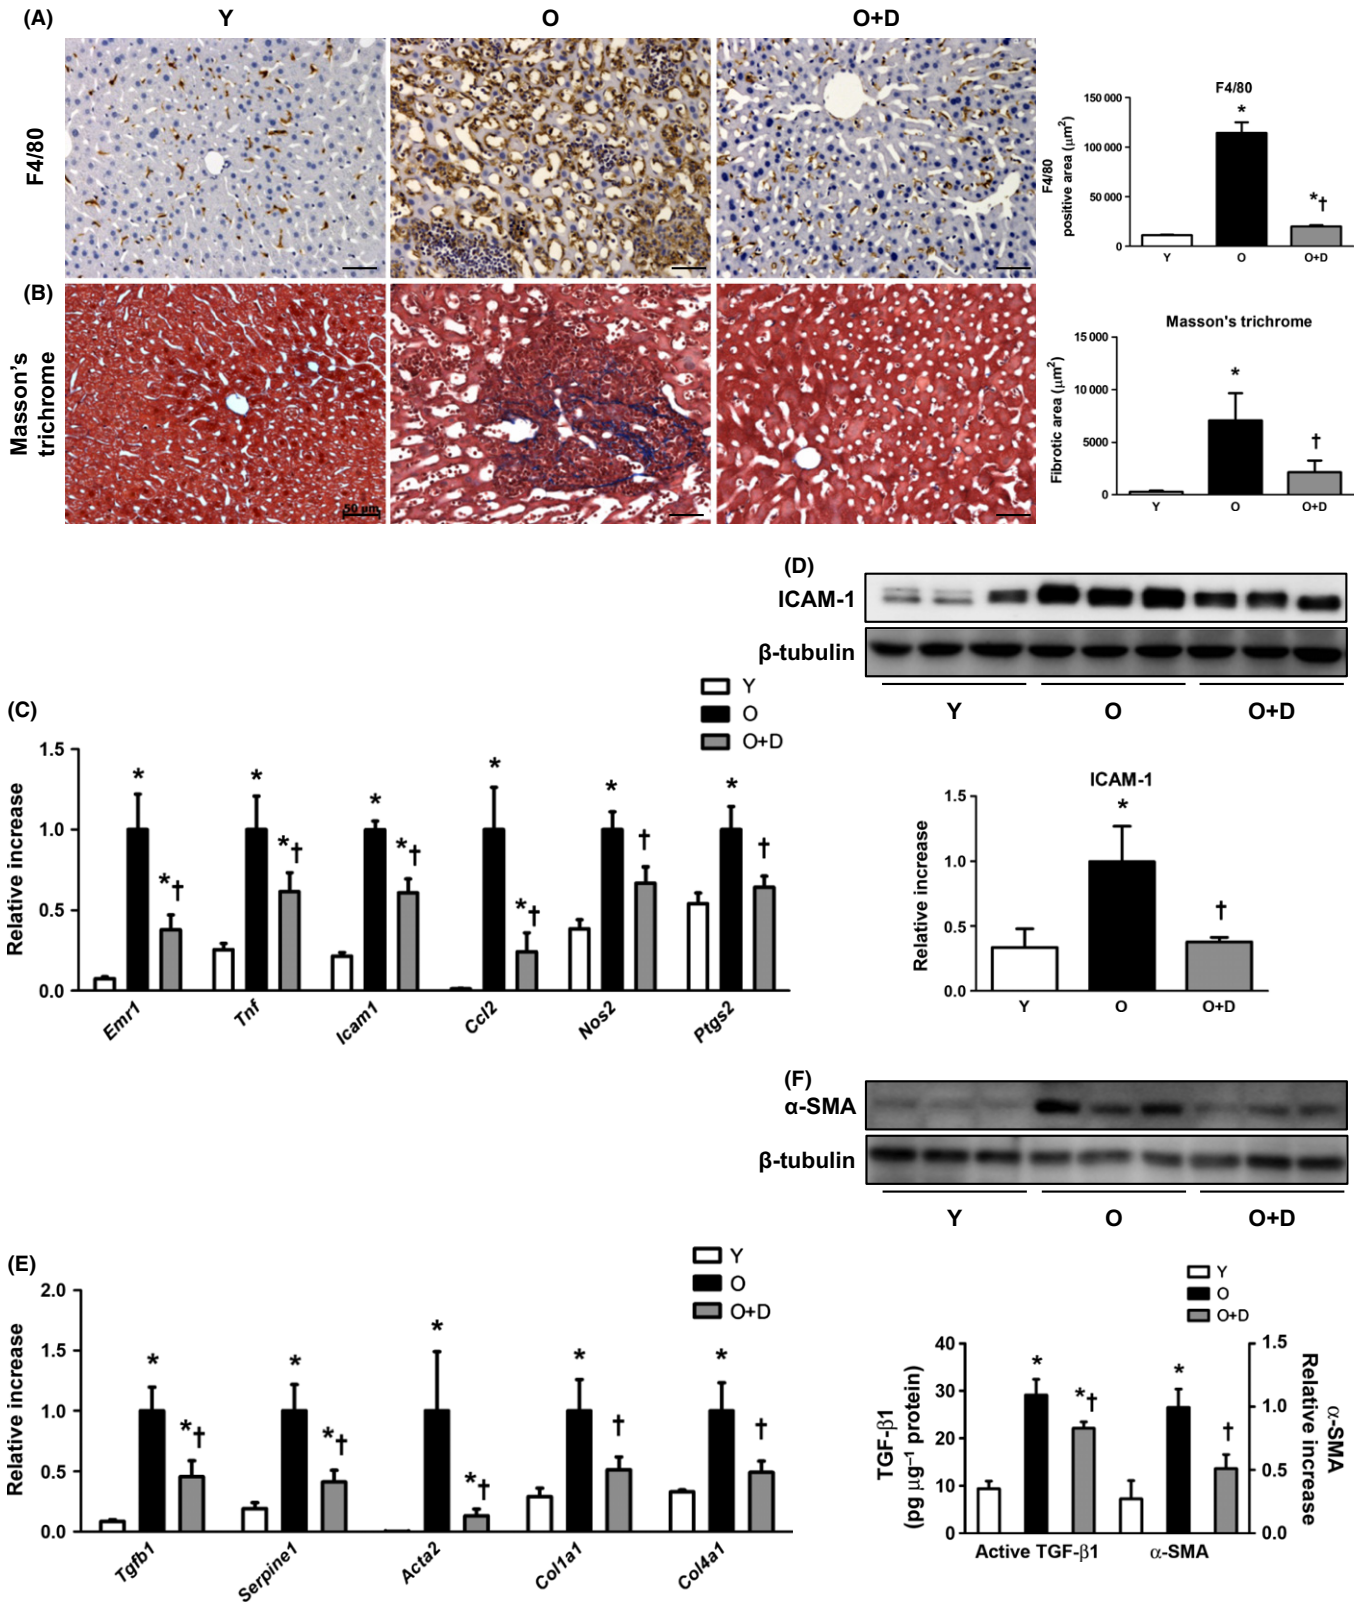 (A)
Y
O
O+D
F4/80
F4/80
F4/80
positive area (μm²)
150 000
*
100 000
50 000
*†
0
Y
O
O+D
(B)
Masson's
trichrome
50 μm
Masson's trichrome
Fibrotic area (μm²)
15 000
*
10 000
5000
†
0
Y
O
O+D
(D)
ICAM-1
β-tubulin
Y
O
O+D
ICAM-1
Relative increase
1.5
*
1.0
0.5
†
0.0
Y
O
O+D
(C)
Y
O
O+D
Relative increase
1.5
1.0
0.5
0.0
* *† * *† * *† * *† * † * †
Emr1
Tnf
Icam1
Ccl2
Nos2
Ptgs2
(F)
α-SMA
β-tubulin
Y
O
O+D
Y
O
O+D
TGF-β1
(pg μg⁻¹ protein)
40
30
20
10
0
* *† * †
1.5
1.0
0.5
0.0
α-SMA
Relative increase
Active TGF-β1
α-SMA
(E)
Y
O
O+D
Relative increase
2.0
1.5
1.0
0.5
0.0
* *† * *† * *† * † * †
Tgfb1
Serpine1
Acta2
Col1a1
Col4a1